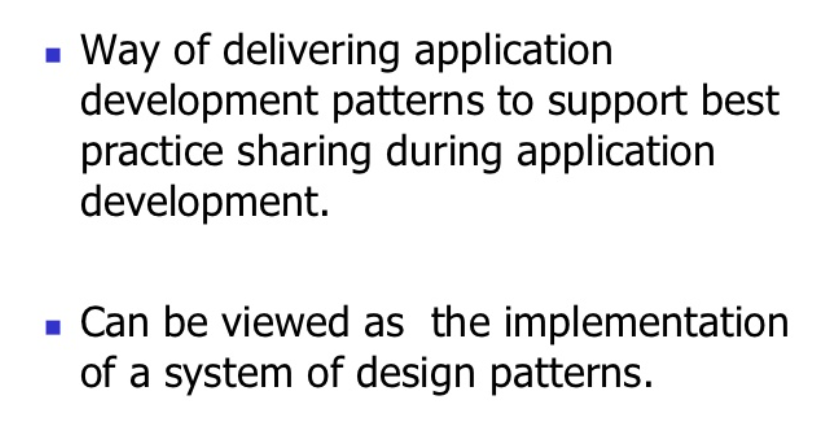 ▪ Way of delivering application
development patterns to support best
practice sharing during application
development.
▪ Can be viewed as  the implementation
of a system of design patterns.